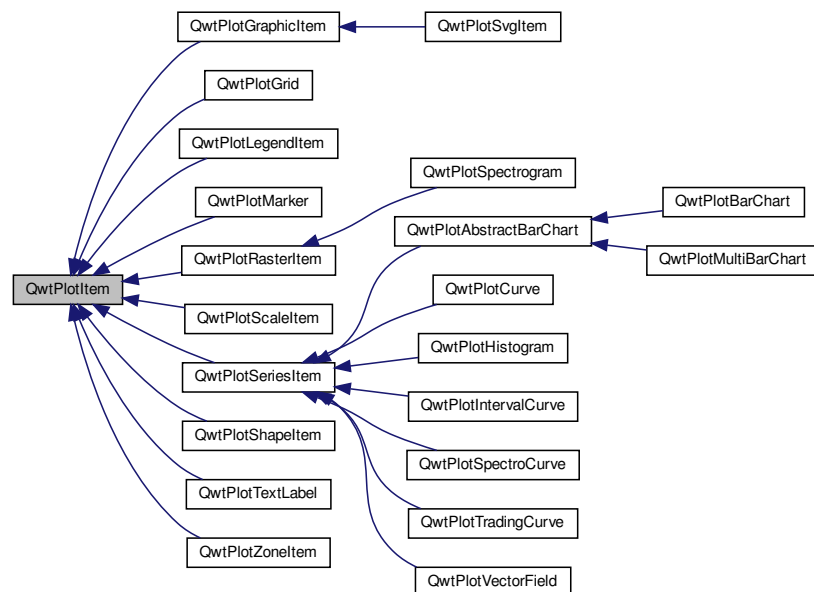 QwtPlotGraphicItem
QwtPlotSvgItem
QwtPlotGrid
QwtPlotLegendItem
QwtPlotSpectrogram
QwtPlotMarker
QwtPlotBarChart
QwtPlotAbstractBarChart
QwtPlotRasterItem
QwtPlotMultiBarChart
QwtPlotItem
QwtPlotCurve
QwtPlotScaleItem
QwtPlotHistogram
QwtPlotSeriesItem
QwtPlotIntervalCurve
QwtPlotShapeItem
QwtPlotSpectroCurve
QwtPlotTextLabel
QwtPlotTradingCurve
QwtPlotZoneItem
QwtPlotVectorField